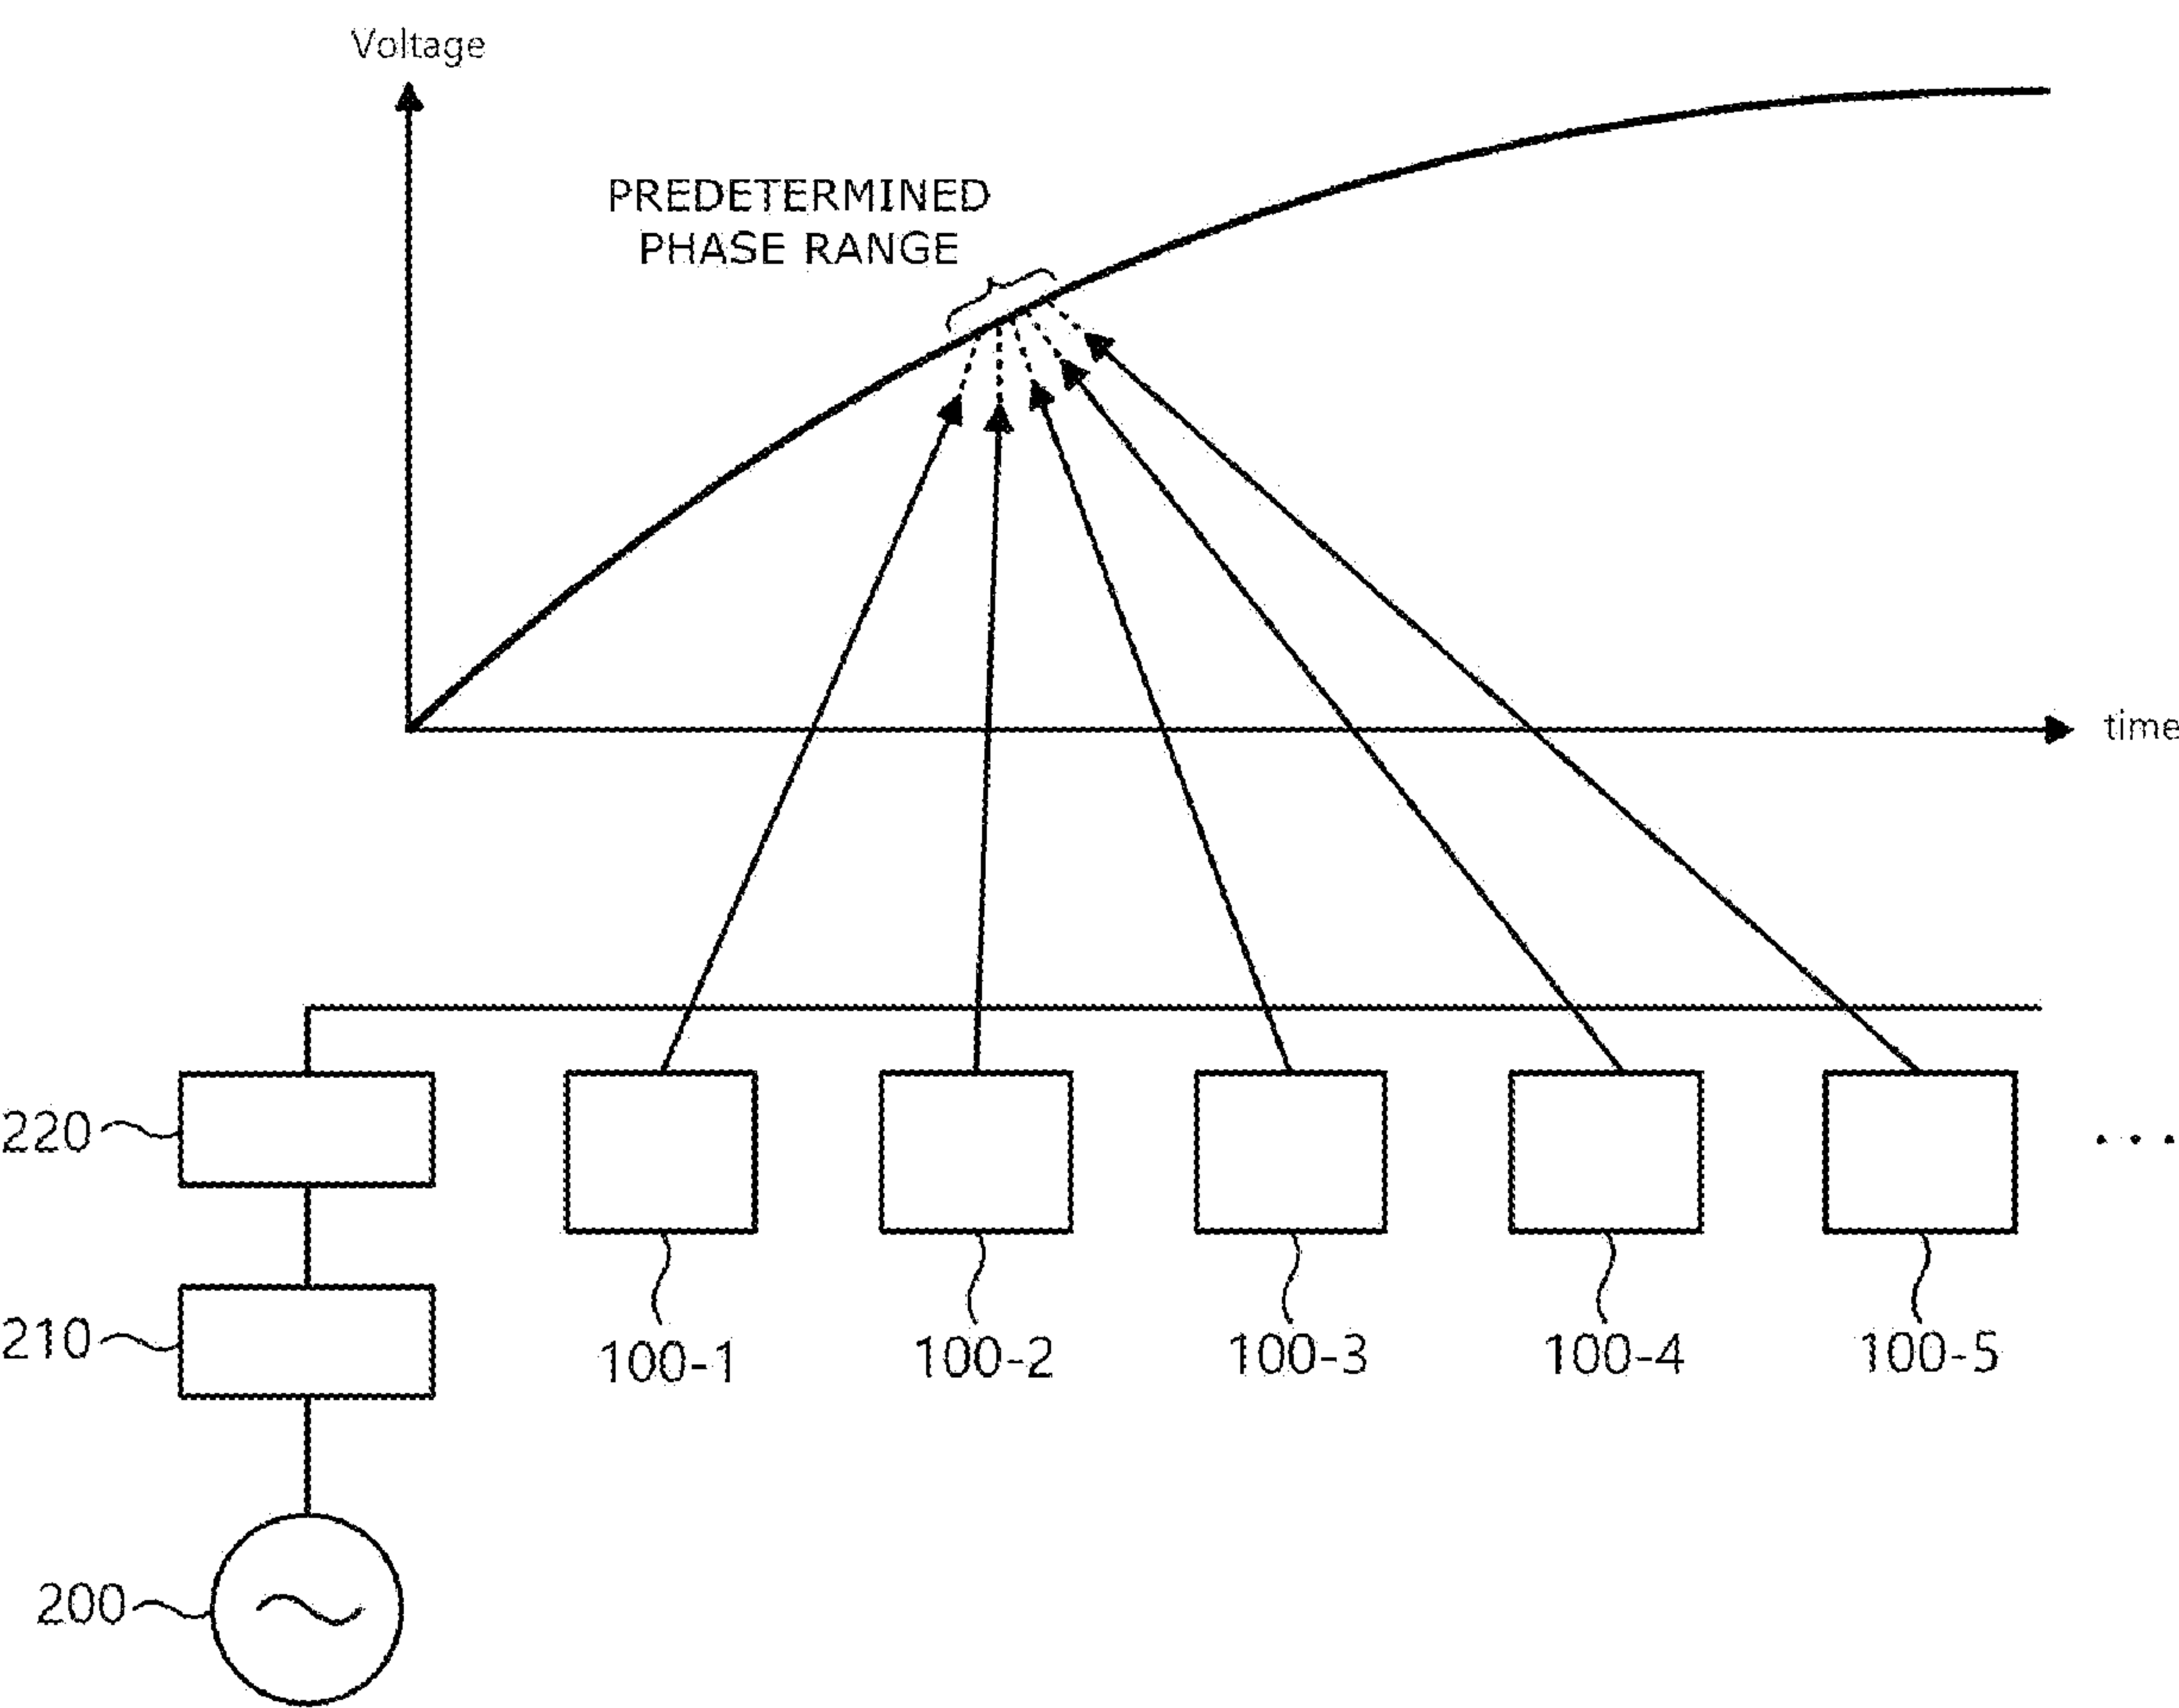 Voltage
PREDETERMINED
PHASE RANGE
time
220
. . .
210
100-1 100-2 100-3 100-4 100-5
200